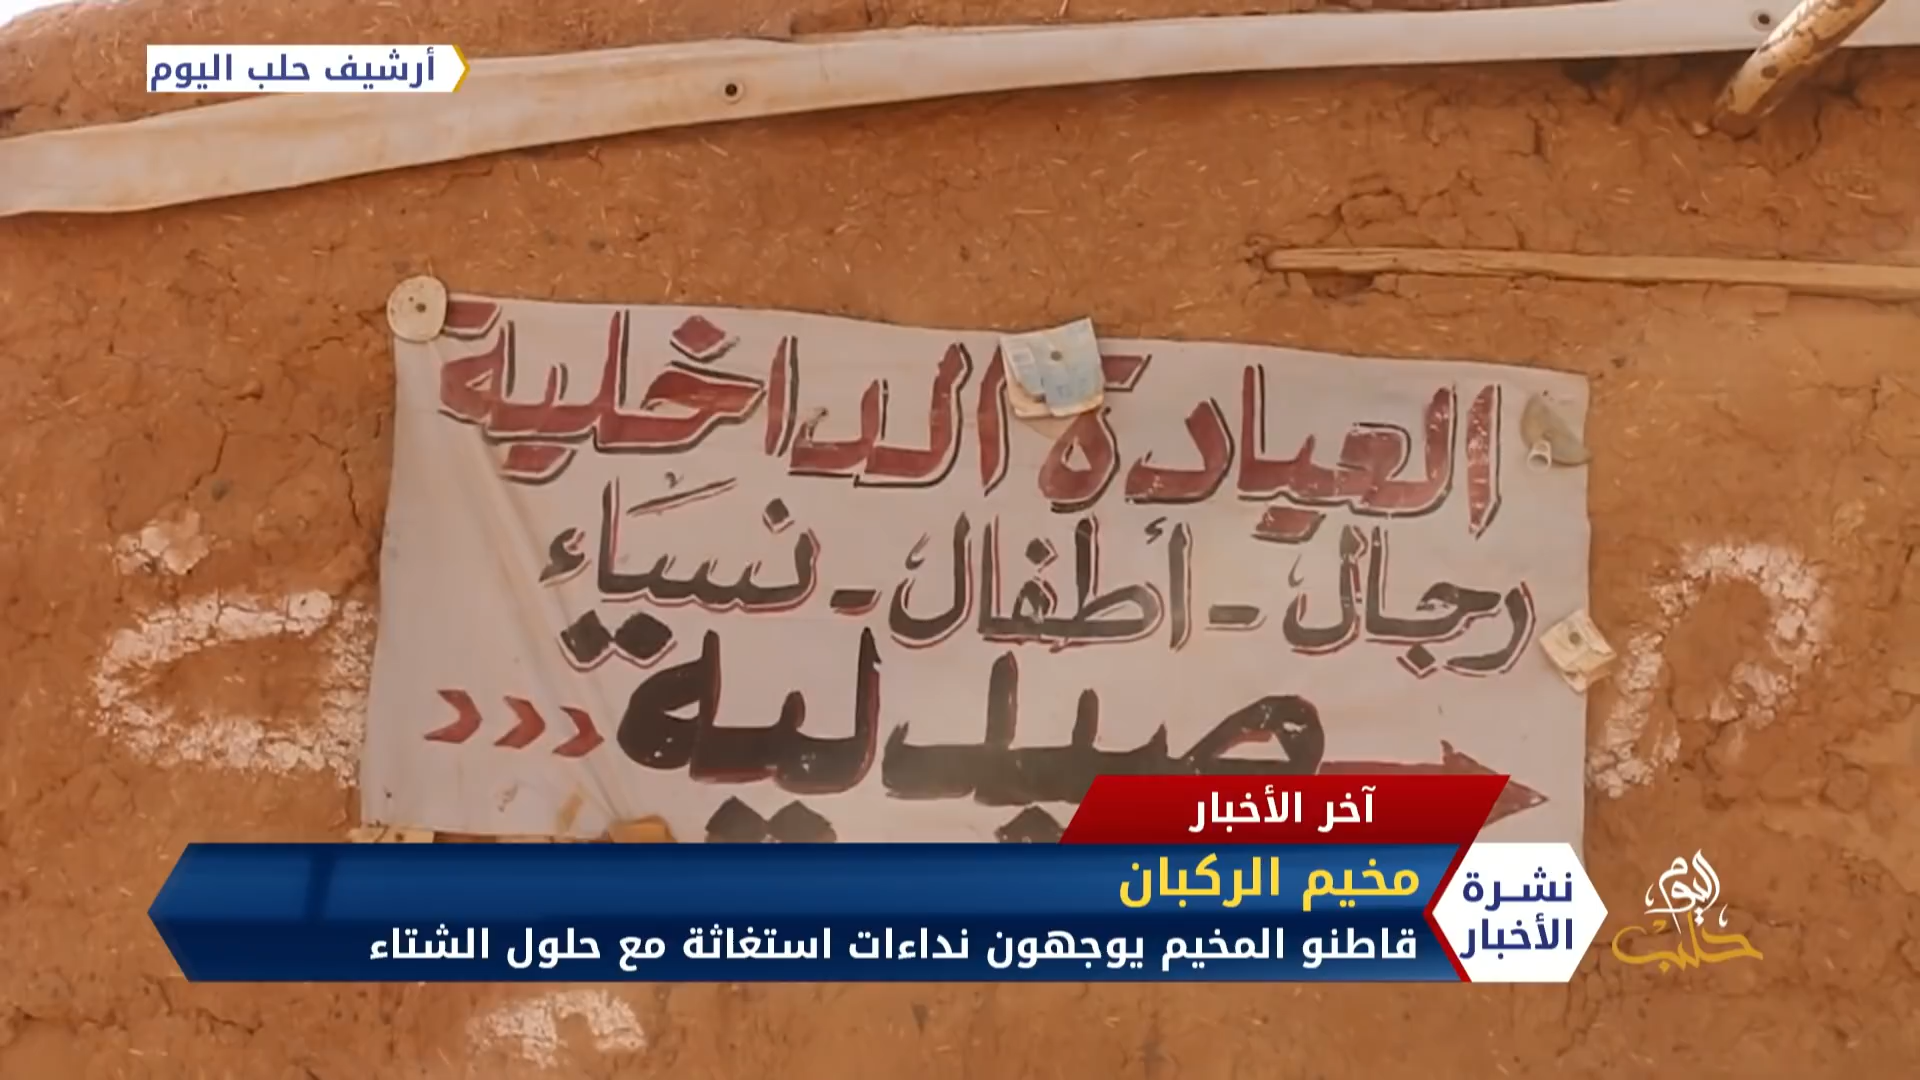 أرشيف حلب اليوم
العيادة الداخلية
رجال - أطفال - نساء
صيدلية
آخر الأخبار
مخيم الركبان
قاطنو المخيم يوجهون نداءات استغاثة مع حلول الشتاء
نشرة
الأخبار
حلب
اليوم